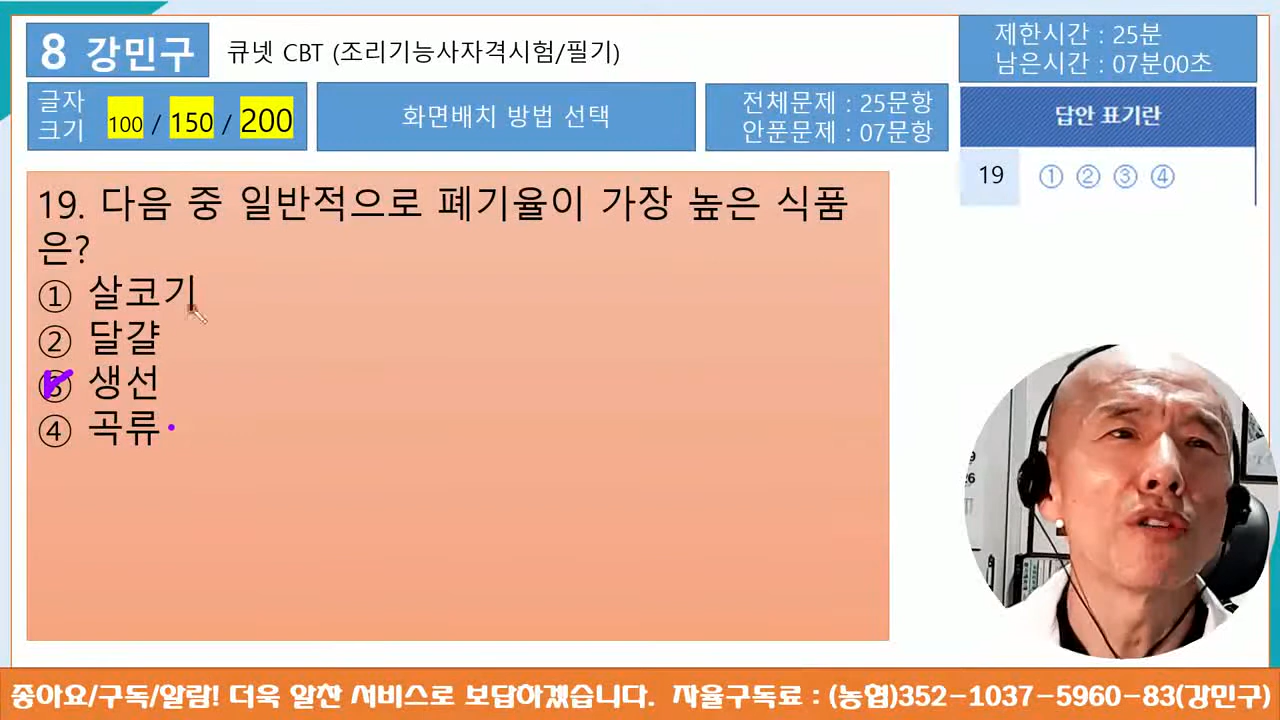 8 강민구
큐넷 CBT (조리기능사자격시험/필기)
제한시간 : 25분
남은시간 : 07분00초
글자
크기
100 / 150 / 200
화면배치 방법 선택
전체문제 : 25문항
안푼문제 : 07문항
답안 표기란
19 ① ② ③ ④
19. 다음 중 일반적으로 폐기율이 가장 높은 식품
은?
① 살코기
② 달걀
③ 생선
④ 곡류
종아요/구독/알람! 더욱 알찬 서비스로 보답하겠습니다. 자율구독료 : (농협)352-1037-5960-83(강민구)